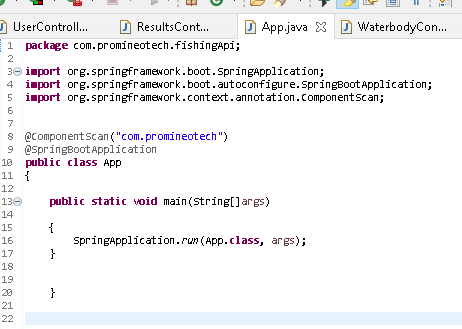 UserControll...
ResultsCont...
App.java
WaterbodyCon...
1 package com.promineotech.fishingApi;
2
3 import org.springframework.boot.SpringApplication;
4 import org.springframework.boot.autoconfigure.SpringBootApplication;
5 import org.springframework.context.annotation.ComponentScan;
6
7
8 @ComponentScan("com.promineotech")
9 @SpringBootApplication
10 public class App
11 {
12
13 public static void main(String[]args)
14
15 {
16 SpringApplication.run(App.class, args);
17 }
18
19
20 }
21
22